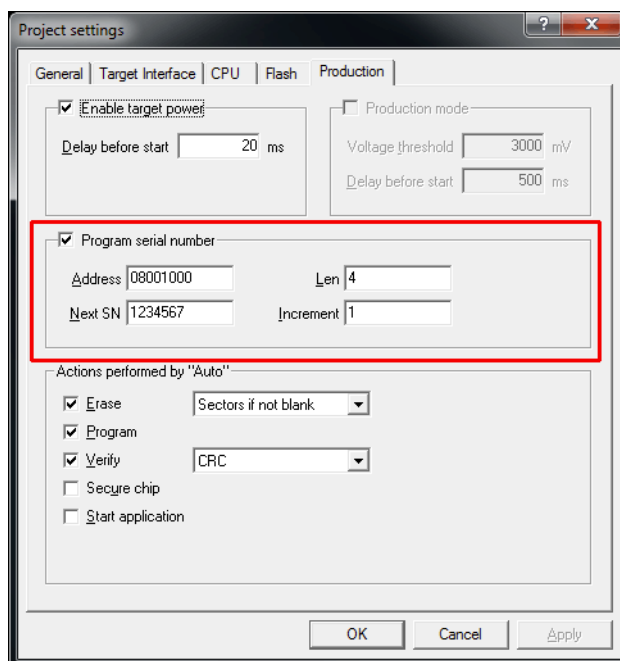 Project settings
General Target Interface CPU Flash Production
Enable target power
Delay before start 20 ms
Production mode
Voltage threshold 3000 mV
Delay before start 500 ms
Program serial number
Address 08001000 Len 4
Next SN 1234567 Increment 1
Actions performed by "Auto"
Erase Sectors if not blank
Program
Verify CRC
Secure chip
Start application
OK Cancel Apply